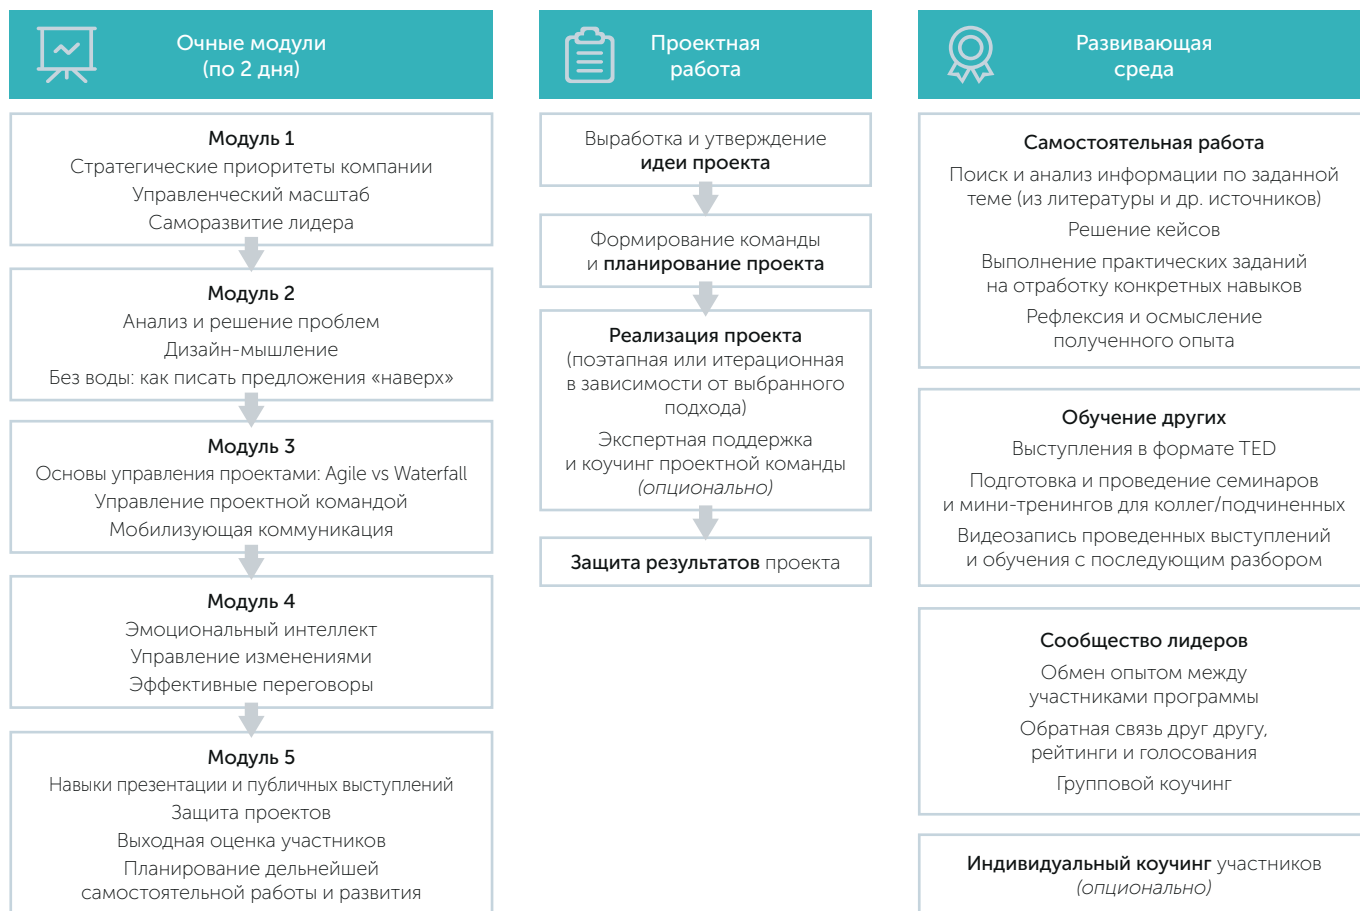 Очные модули
(по 2 дня)
Модуль 1
Стратегические приоритеты компании
Управленческий масштаб
Саморазвитие лидера
Модуль 2
Анализ и решение проблем
Дизайн-мышление
Без воды: как писать предложения «наверх»
Модуль 3
Основы управления проектами: Agile vs Waterfall
Управление проектной командой
Мобилизующая коммуникация
Модуль 4
Эмоциональный интеллект
Управление изменениями
Эффективные переговоры
Модуль 5
Навыки презентации и публичных выступлений
Защита проектов
Выходная оценка участников
Планирование дальнейшей
самостоятельной работы и развития
Проектная
работа
Выработка и утверждение
идеи проекта
Формирование команды
и планирование проекта
Реализация проекта
(поэтапная или итерационная
в зависимости от выбранного
подхода)
Экспертная поддержка
и коучинг проектной команды
(опционально)
Защита результатов проекта
Развивающая
среда
Самостоятельная работа
Поиск и анализ информации по заданной
теме (из литературы и др. источников)
Решение кейсов
Выполнение практических заданий
на отработку конкретных навыков
Рефлексия и осмысление
полученного опыта
Обучение других
Выступления в формате TED
Подготовка и проведение семинаров
и мини-тренингов для коллег/подчиненных
Видеозапись проведенных выступлений
и обучения с последующим разбором
Сообщество лидеров
Обмен опытом между
участниками программы
Обратная связь друг другу,
рейтинги и голосования
Групповой коучинг
Индивидуальный коучинг участников
(опционально)